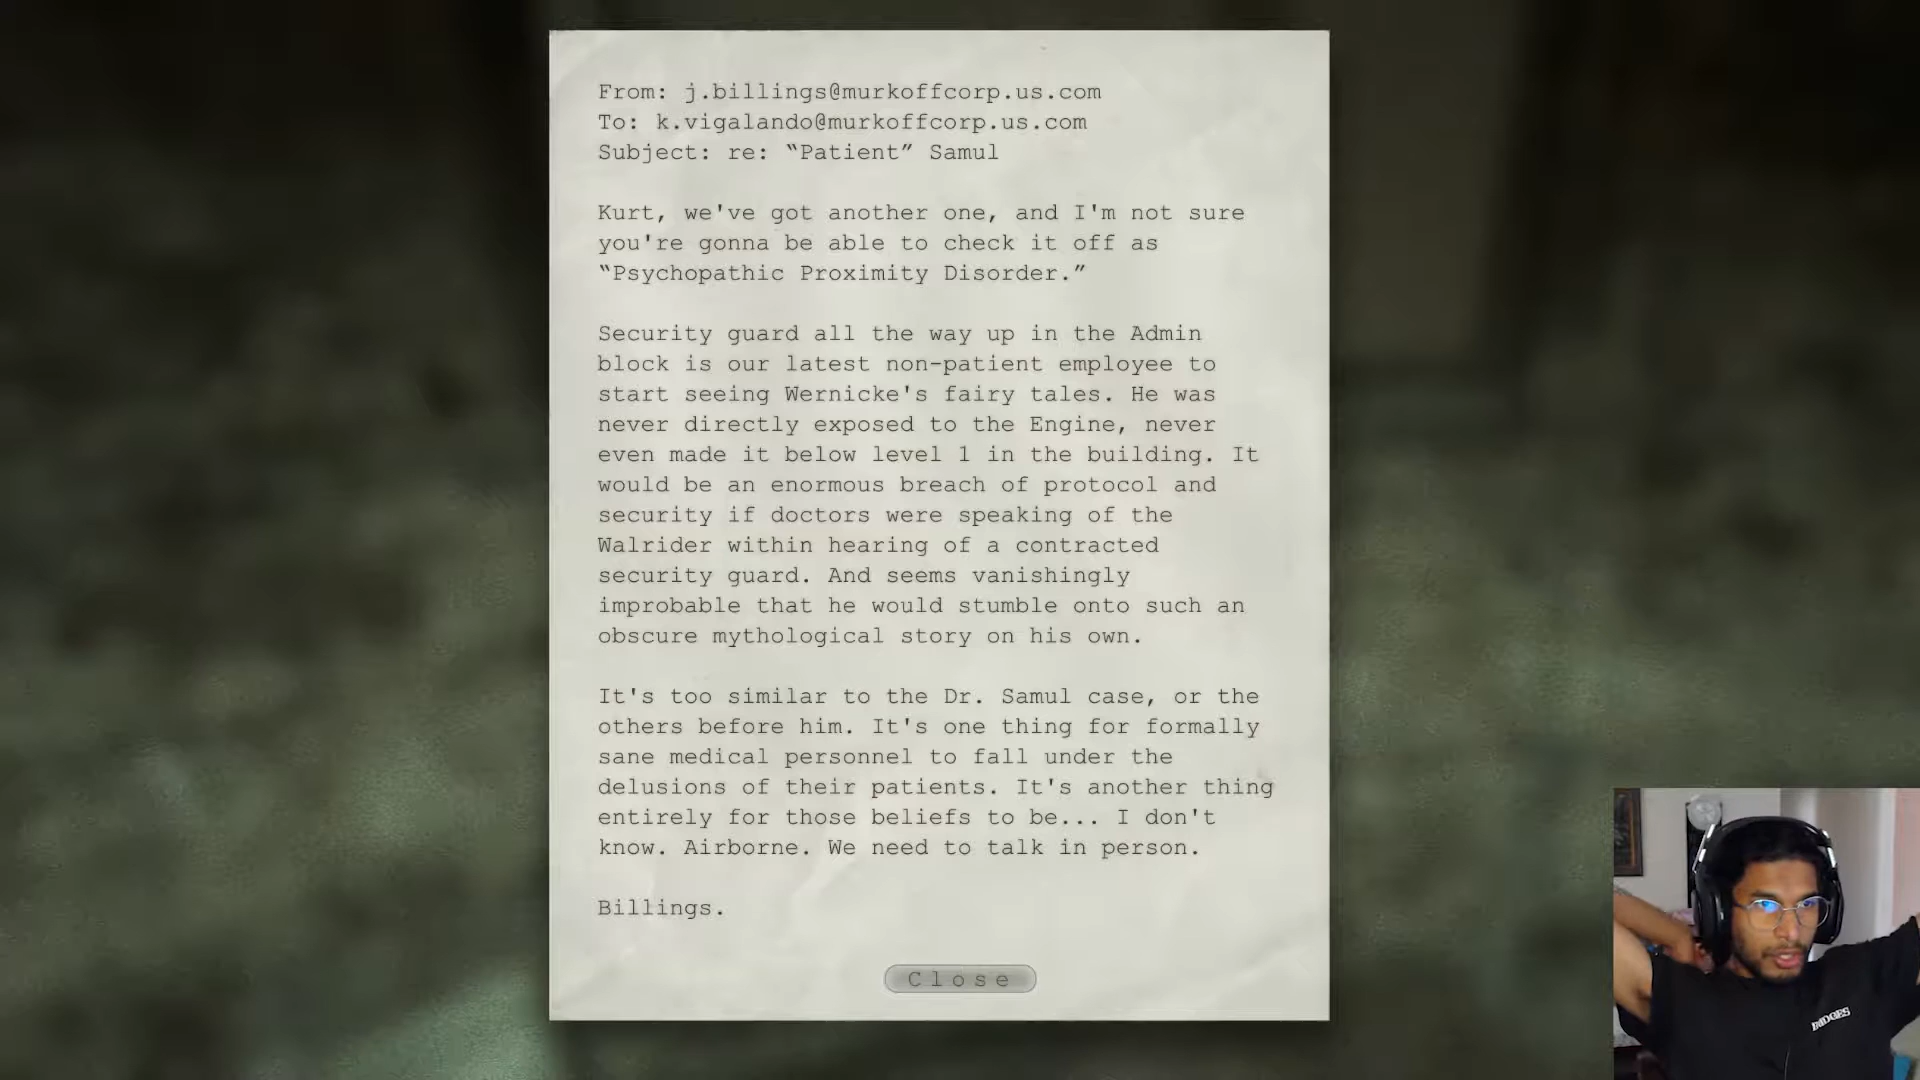 From: j.billings@murkoffcorp.us.com
To: k.vigalando@murkoffcorp.us.com
Subject: re: “Patient” Samul
Kurt, we've got another one, and I'm not sure
you're gonna be able to check it off as
“Psychopathic Proximity Disorder.”
Security guard all the way up in the Admin
block is our latest non-patient employee to
start seeing Wernicke's fairy tales. He was
never directly exposed to the Engine, never
even made it below level 1 in the building. It
would be an enormous breach of protocol and
security if doctors were speaking of the
Walrider within hearing of a contracted
security guard. And seems vanishingly
improbable that he would stumble onto such an
obscure mythological story on his own.
It's too similar to the Dr. Samul case, or the
others before him. It's one thing for formally
sane medical personnel to fall under the
delusions of their patients. It's another thing
entirely for those beliefs to be... I don't
know. Airborne. We need to talk in person.
Billings.
Close